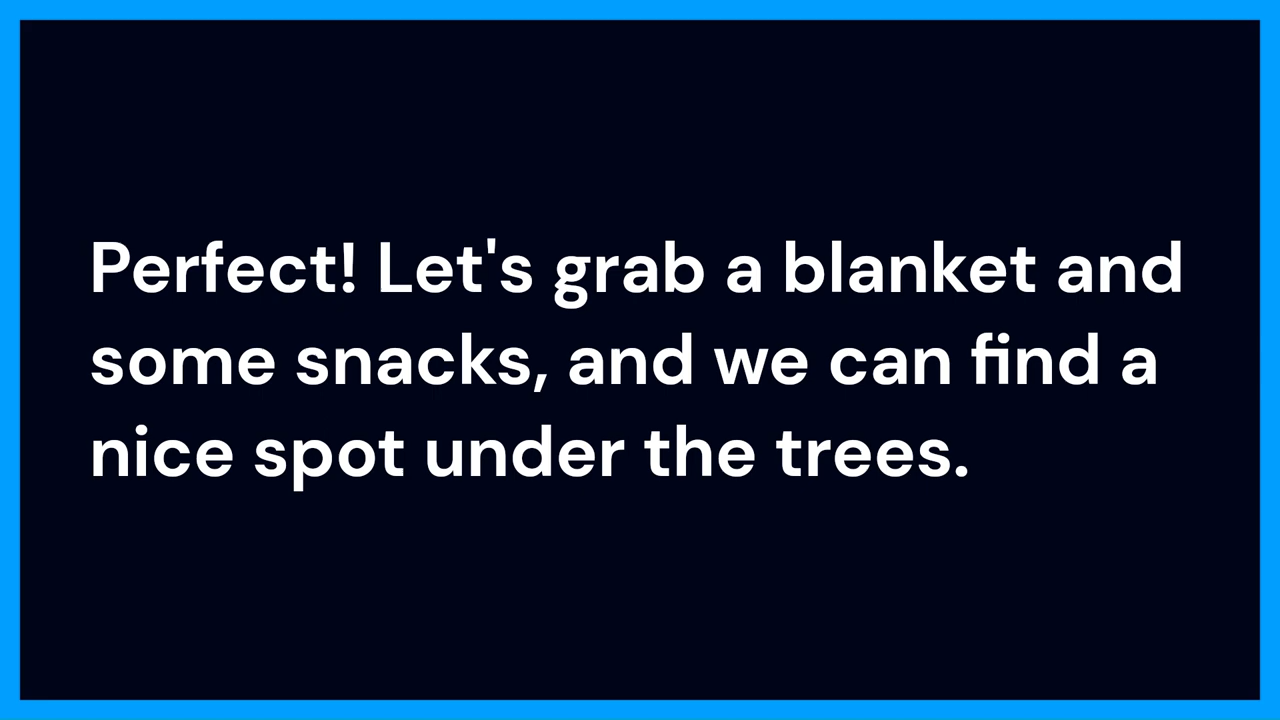 Perfect! Let's grab a blanket and
some snacks, and we can find a
nice spot under the trees.